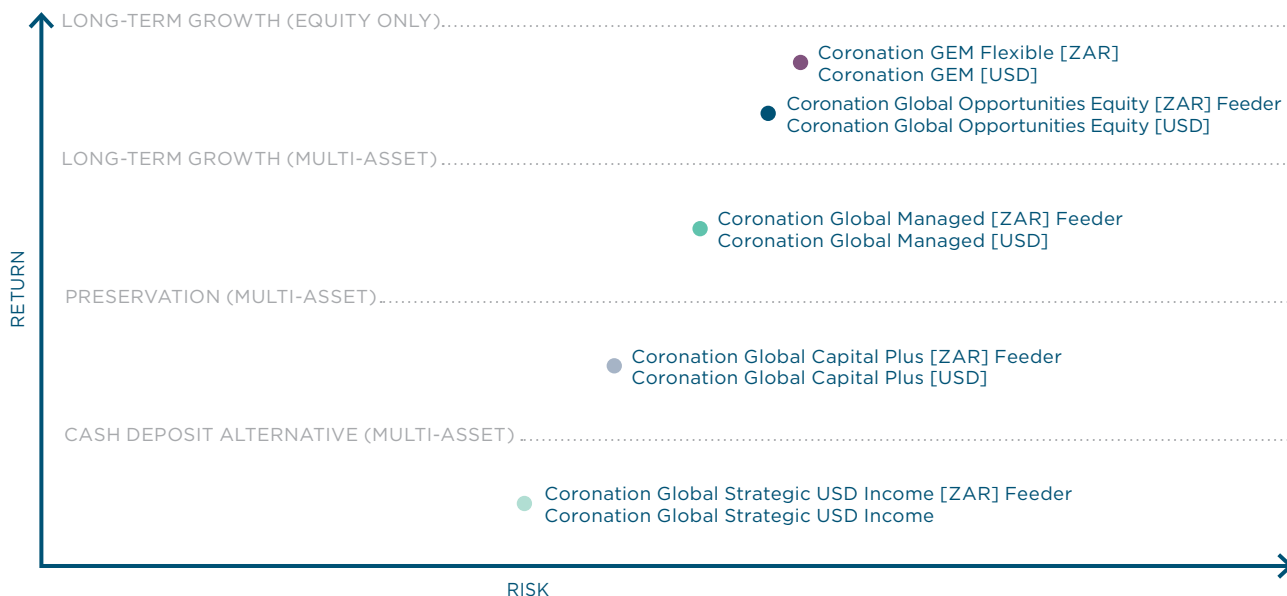 LONG-TERM GROWTH (EQUITY ONLY)
Coronation GEM Flexible [ZAR]
Coronation GEM [USD]
Coronation Global Opportunities Equity [ZAR] Feeder
Coronation Global Opportunities Equity [USD]
LONG-TERM GROWTH (MULTI-ASSET)
Coronation Global Managed [ZAR] Feeder
Coronation Global Managed [USD]
PRESERVATION (MULTI-ASSET)
Coronation Global Capital Plus [ZAR] Feeder
Coronation Global Capital Plus [USD]
CASH DEPOSIT ALTERNATIVE (MULTI-ASSET)
Coronation Global Strategic USD Income [ZAR] Feeder
Coronation Global Strategic USD Income
RETURN
RISK